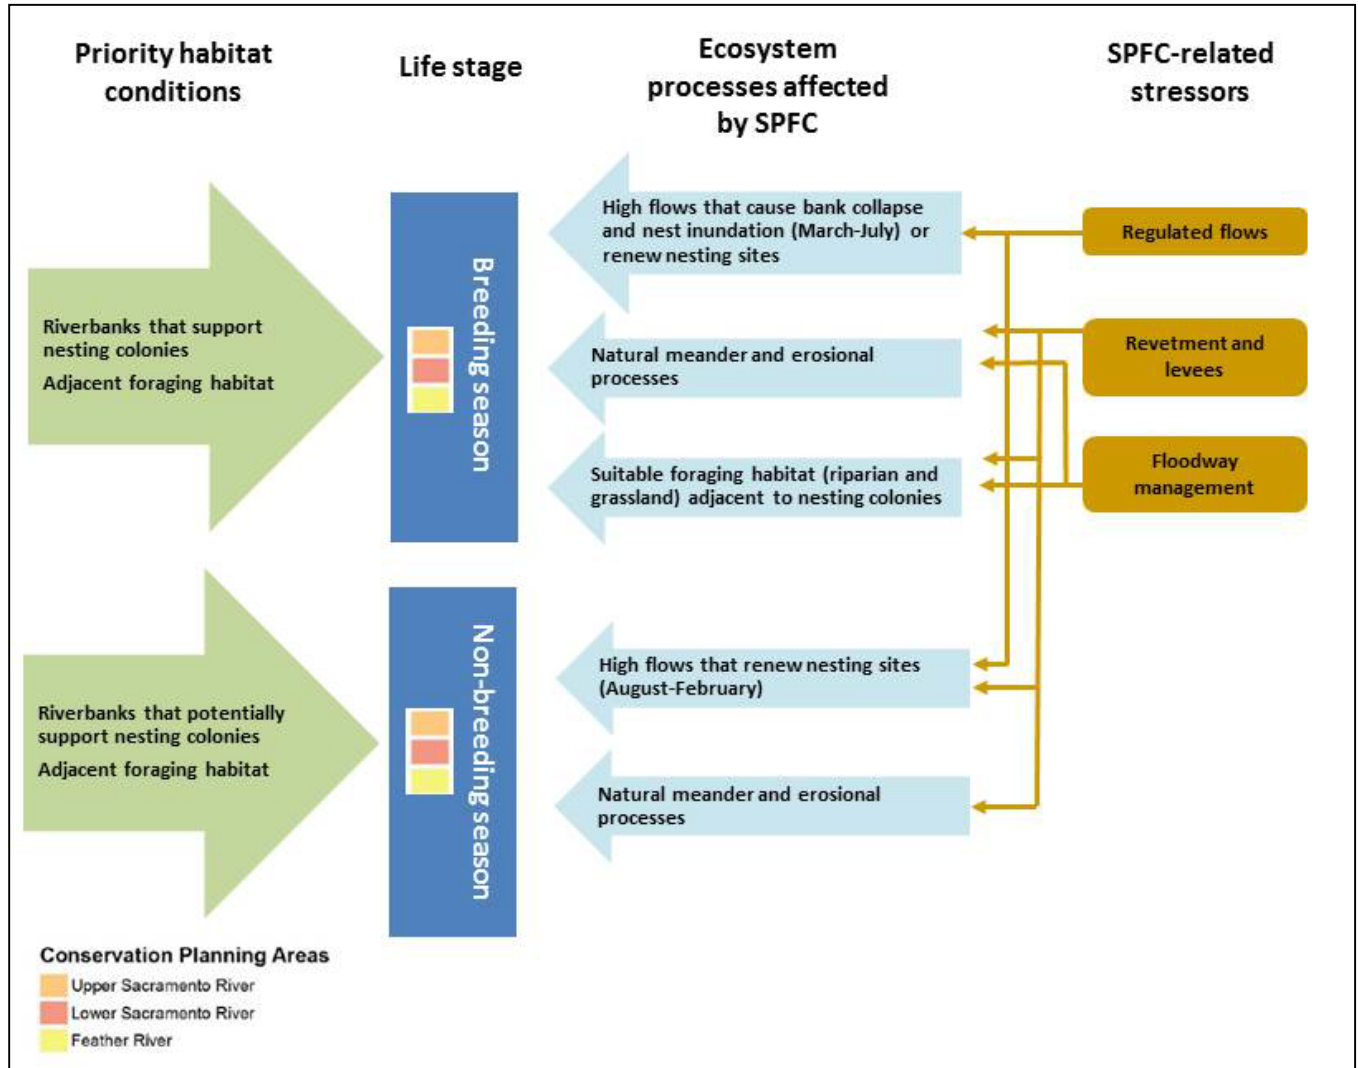 Priority habitat
conditions
Life stage
Ecosystem
processes affected
by SPFC
SPFC-related
stressors
Riverbanks that support
nesting colonies
Adjacent foraging habitat
Breeding season
High flows that cause bank collapse
and nest inundation (March-July) or
renew nesting sites
Natural meander and erosional
processes
Suitable foraging habitat (riparian and
grassland) adjacent to nesting colonies
Regulated flows
Revetment and
levees
Floodway
management
Riverbanks that potentially
support nesting colonies
Adjacent foraging habitat
Non-breeding season
High flows that renew nesting sites
(August-February)
Natural meander and erosional
processes
Conservation Planning Areas
Upper Sacramento River
Lower Sacramento River
Feather River